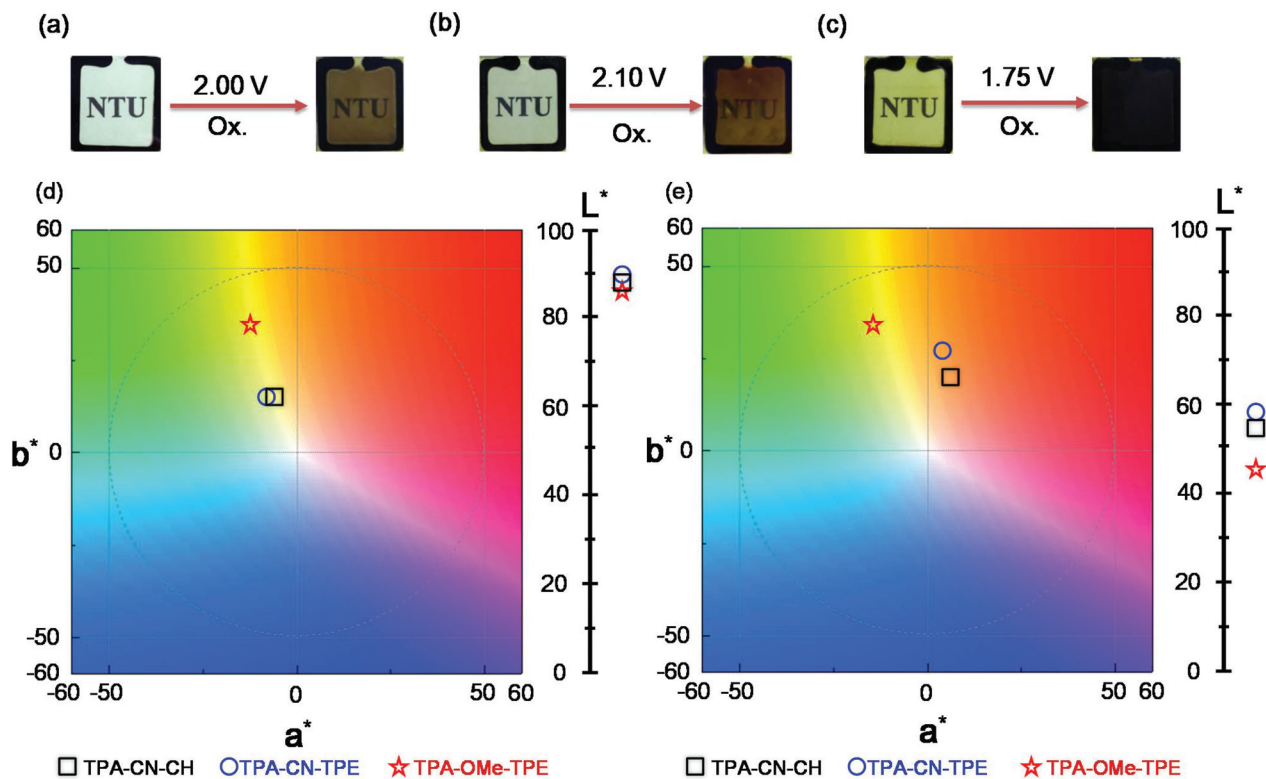 (a)
(b)
(c)
NTU
2.00 V
Ox.
NTU
NTU
2.10 V
Ox.
NTU
NTU
1.75 V
Ox.
(d)
L*
60
50
0
-50
-60
b*
-60
-50
0
50
60
a*
100
80
60
40
20
0
(e)
L*
60
50
0
-50
-60
b*
-60
-50
0
50
60
a*
100
80
60
40
20
0
TPA-CN-CH
TPA-CN-TPE
TPA-OMe-TPE
TPA-CN-CH
TPA-CN-TPE
TPA-OMe-TPE